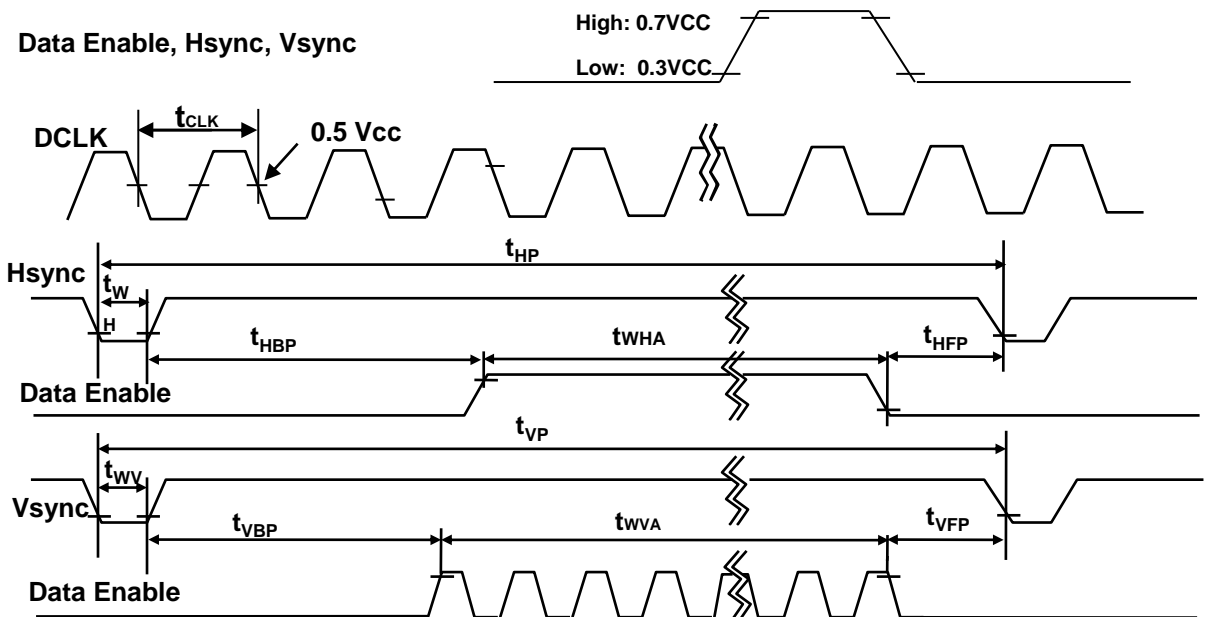 High: 0.7VCC
Data Enable, Hsync, Vsync
Low: 0.3VCC
tCLK
0.5 Vcc
DCLK
tHP
Hsync
tW
H
tHBP
tWHA
tHFP
Data Enable
tVP
tWV
Vsync
tVBP
tWVA
tVFP
Data Enable